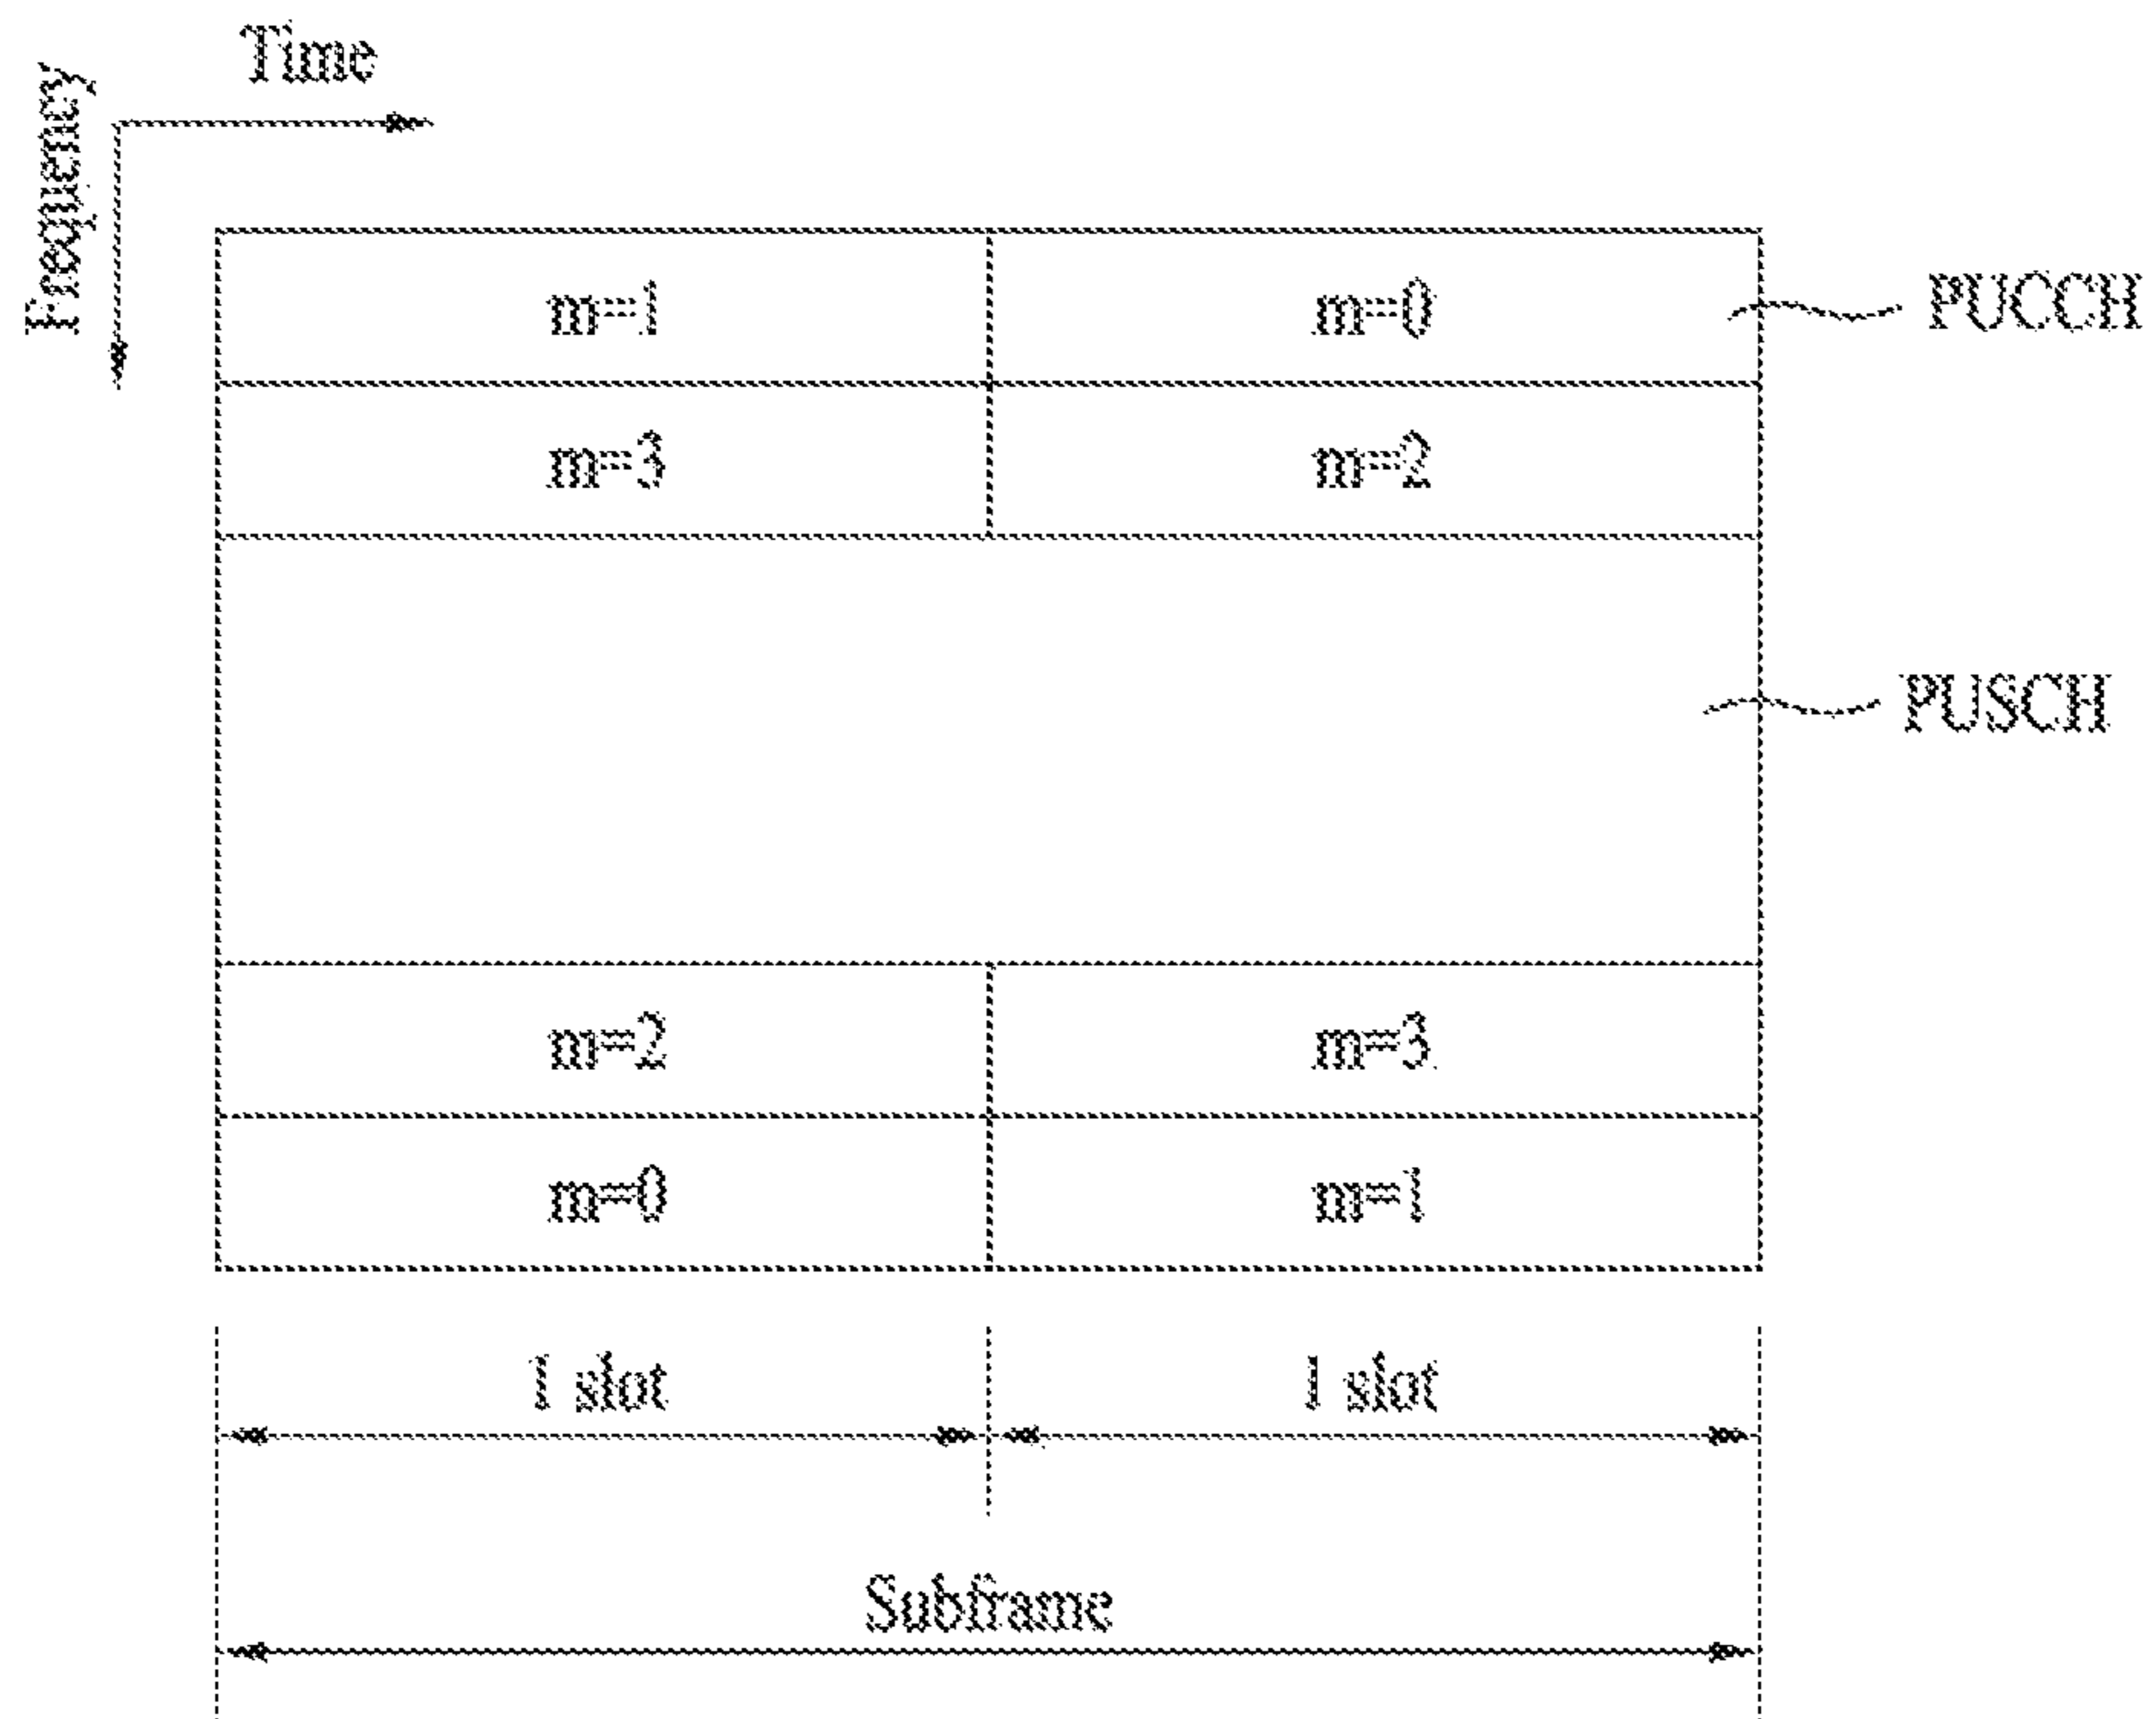 Time
Frequency
m=1
m=0
PUCCH
m=3
m=2
PUSCH
m=2
m=3
m=0
m=1
1 slot
1 slot
Subframe